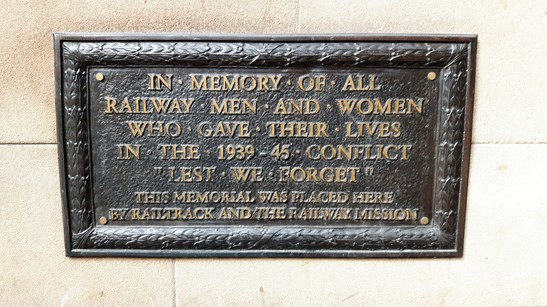 IN · MEMORY · OF · ALL
RAILWAY · MEN · AND · WOMEN
WHO · GAVE · THEIR · LIVES
IN · THE · 1939 - 45 · CONFLICT
"LEST · WE · FORGET"
THIS MEMORIAL WAS PLACED HERE
BY RAILTRACK AND THE RAILWAY MISSION